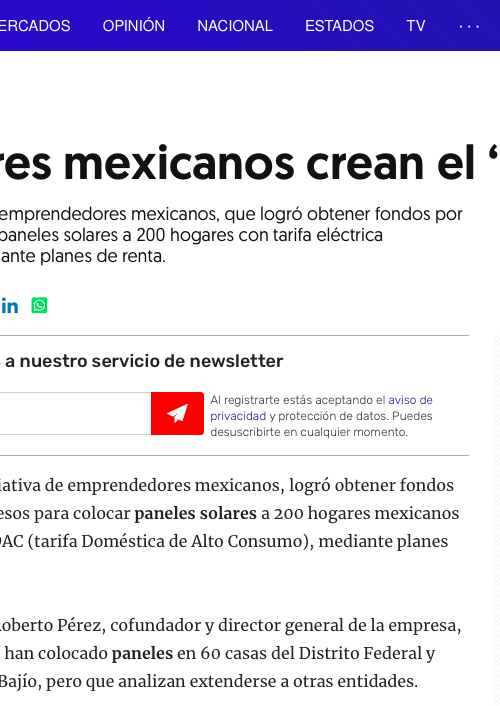 ERCADOS OPINIÓN NACIONAL ESTADOS TV ...
res mexicanos crean el ‘
emprendedores mexicanos, que logró obtener fondos por
paneles solares a 200 hogares con tarifa eléctrica
ante planes de renta.
a nuestro servicio de newsletter
Al registrarte estás aceptando el aviso de
privacidad y protección de datos. Puedes
desuscribirte en cualquier momento.
iativa de emprendedores mexicanos, logró obtener fondos
esos para colocar paneles solares a 200 hogares mexicanos
DAC (tarifa Doméstica de Alto Consumo), mediante planes
Roberto Pérez, cofundador y director general de la empresa,
han colocado paneles en 60 casas del Distrito Federal y
Bajío, pero que analizan extenderse a otras entidades.